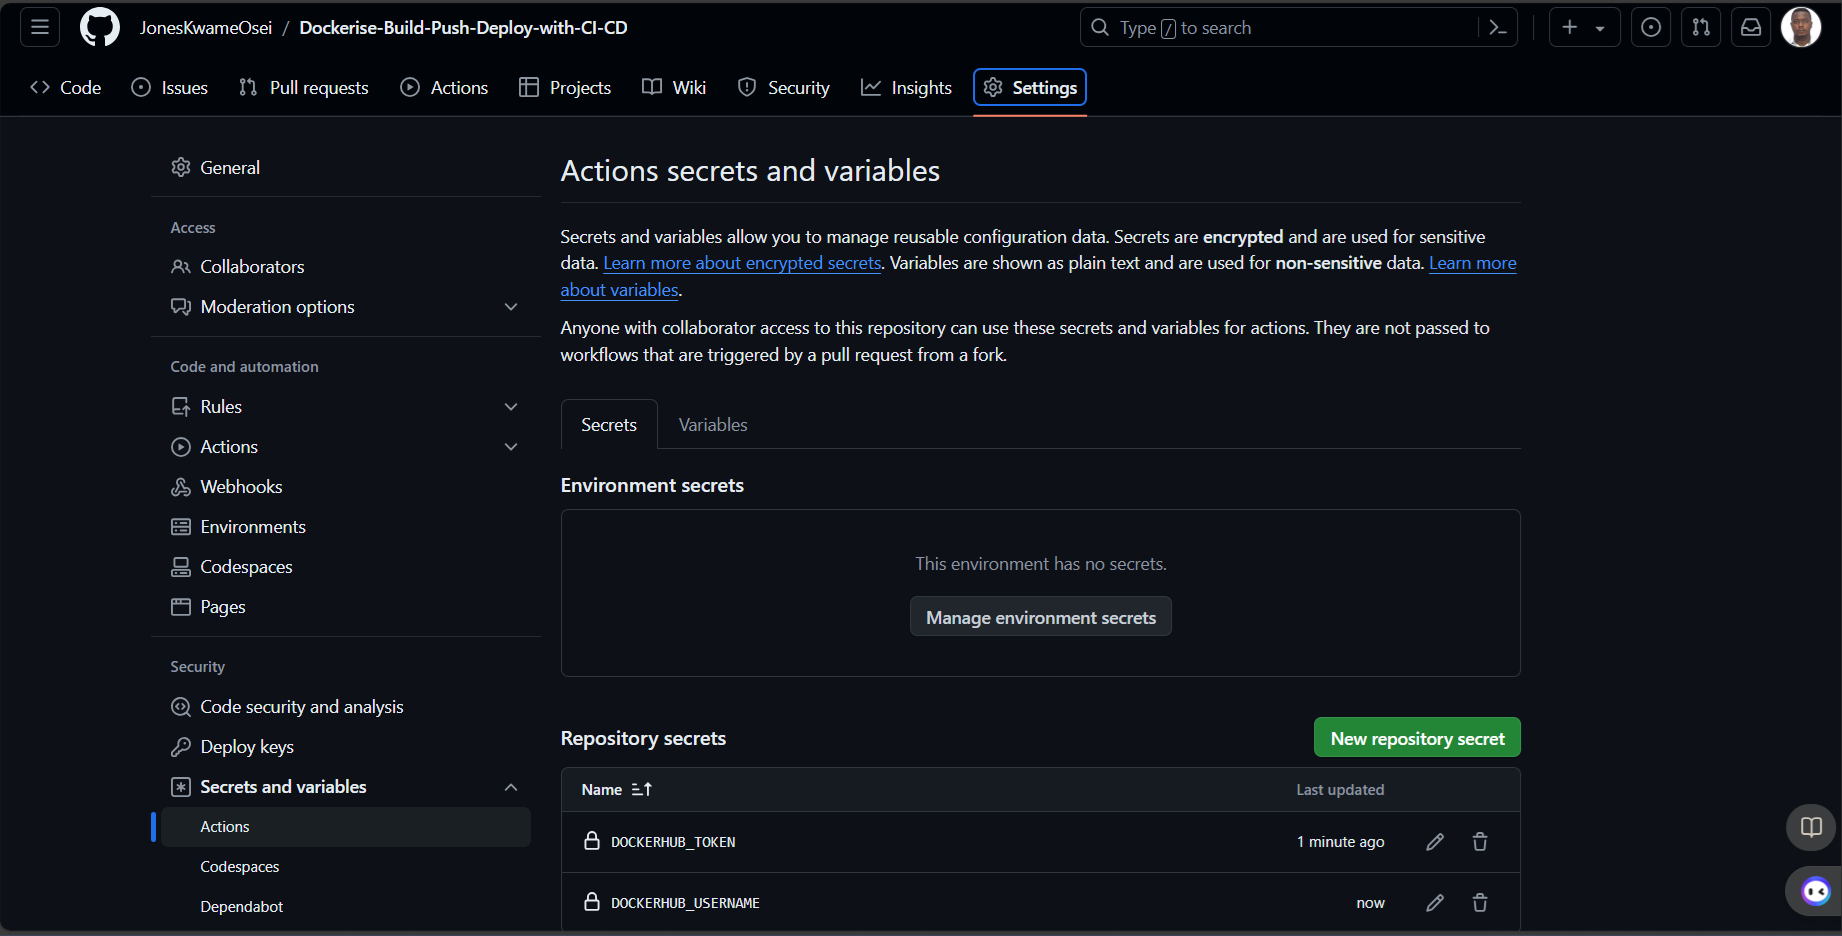 JonesKwameOsei / Dockerise-Build-Push-Deploy-with-CI-CD
Type / to search
Code
Issues
Pull requests
Actions
Projects
Wiki
Security
Insights
Settings
General
Access
Collaborators
Moderation options
Code and automation
Rules
Actions
Webhooks
Environments
Codespaces
Pages
Security
Code security and analysis
Deploy keys
Secrets and variables
Actions
Codespaces
Dependabot
Actions secrets and variables
Secrets and variables allow you to manage reusable configuration data. Secrets are encrypted and are used for sensitive
data. Learn more about encrypted secrets. Variables are shown as plain text and are used for non-sensitive data. Learn more
about variables.
Anyone with collaborator access to this repository can use these secrets and variables for actions. They are not passed to
workflows that are triggered by a pull request from a fork.
Secrets
Variables
Environment secrets
This environment has no secrets.
Manage environment secrets
Repository secrets
New repository secret
Name
Last updated
DOCKERHUB_TOKEN
1 minute ago
DOCKERHUB_USERNAME
now